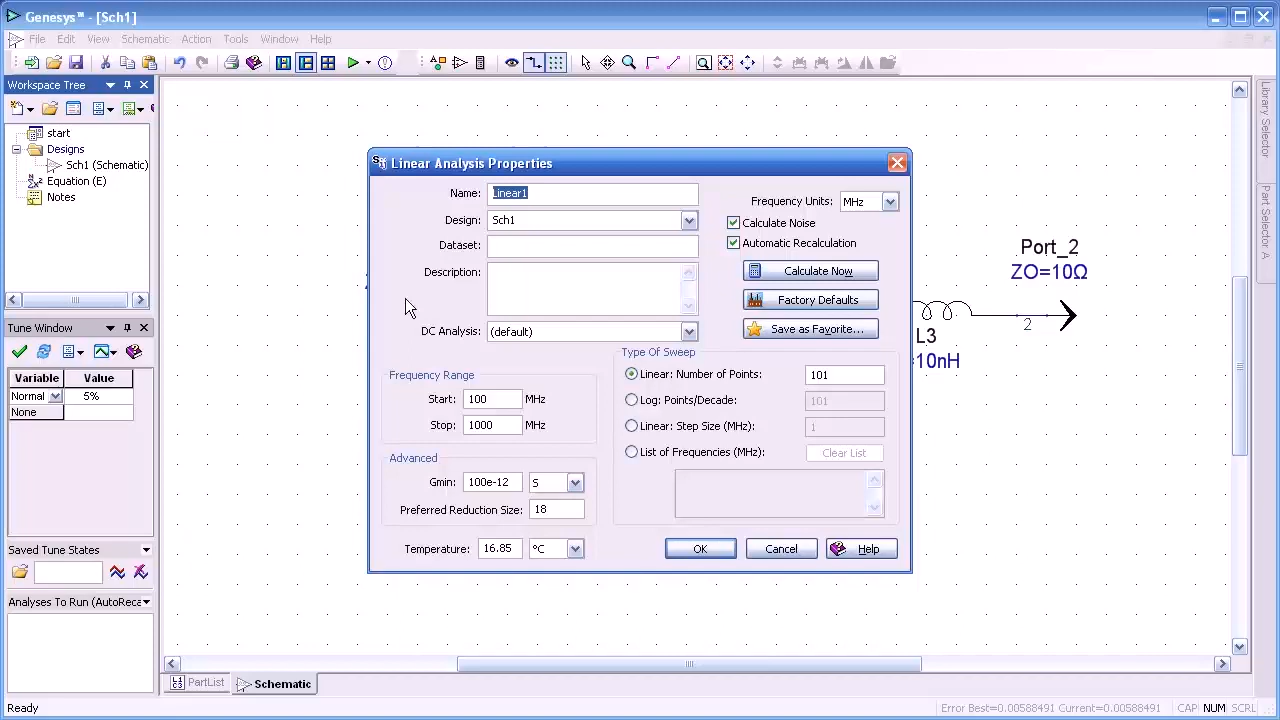 Genesys™ - [Sch1]
File Edit View Schematic Action Tools Window Help
Workspace Tree
start
Designs
Sch1 (Schematic)
Equation (E)
Notes
Tune Window
Variable Value
Normal 5%
None
Saved Tune States
Analyses To Run (AutoReca
Linear Analysis Properties
Name: Linear1
Design: Sch1
Dataset:
Description:
DC Analysis: (default)
Frequency Units: MHz
Calculate Noise
Automatic Recalculation
Calculate Now
Factory Defaults
Save as Favorite...
Frequency Range
Start: 100 MHz
Stop: 1000 MHz
Advanced
Gmin: 100e-12 S
Preferred Reduction Size: 18
Temperature: 16.85 °C
Type Of Sweep
Linear: Number of Points: 101
Log: Points/Decade: 101
Linear: Step Size (MHz): 1
List of Frequencies (MHz): Clear List
OK Cancel Help
Port_2
ZO=10Ω
2
L3
=10nH
Library Selector
Part Selector A
PartList Schematic
Ready
Error Best=0.00588491 Current=0.00588491 CAP NUM SCRL